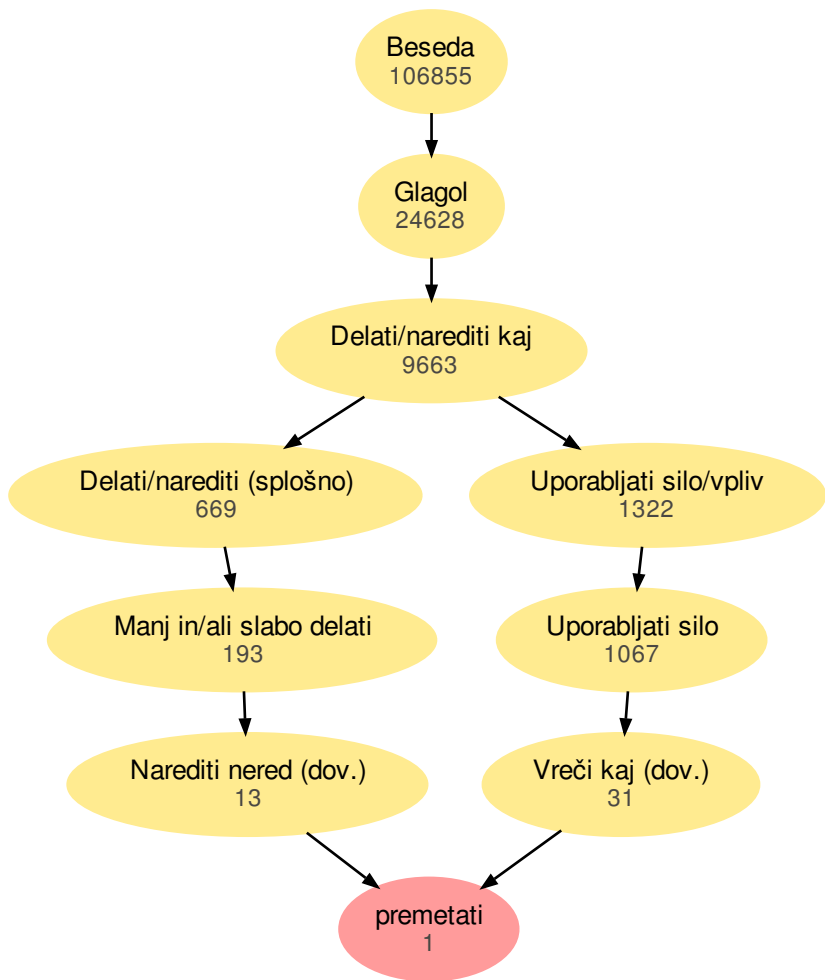 Beseda
106855
Glagol
24628
Delati/narediti kaj
9663
Delati/narediti (splošno)
669
Uporabljati silo/vpliv
1322
Manj in/ali slabo delati
193
Uporabljati silo
1067
Narediti nered (dov.)
13
Vreči kaj (dov.)
31
premetati
1